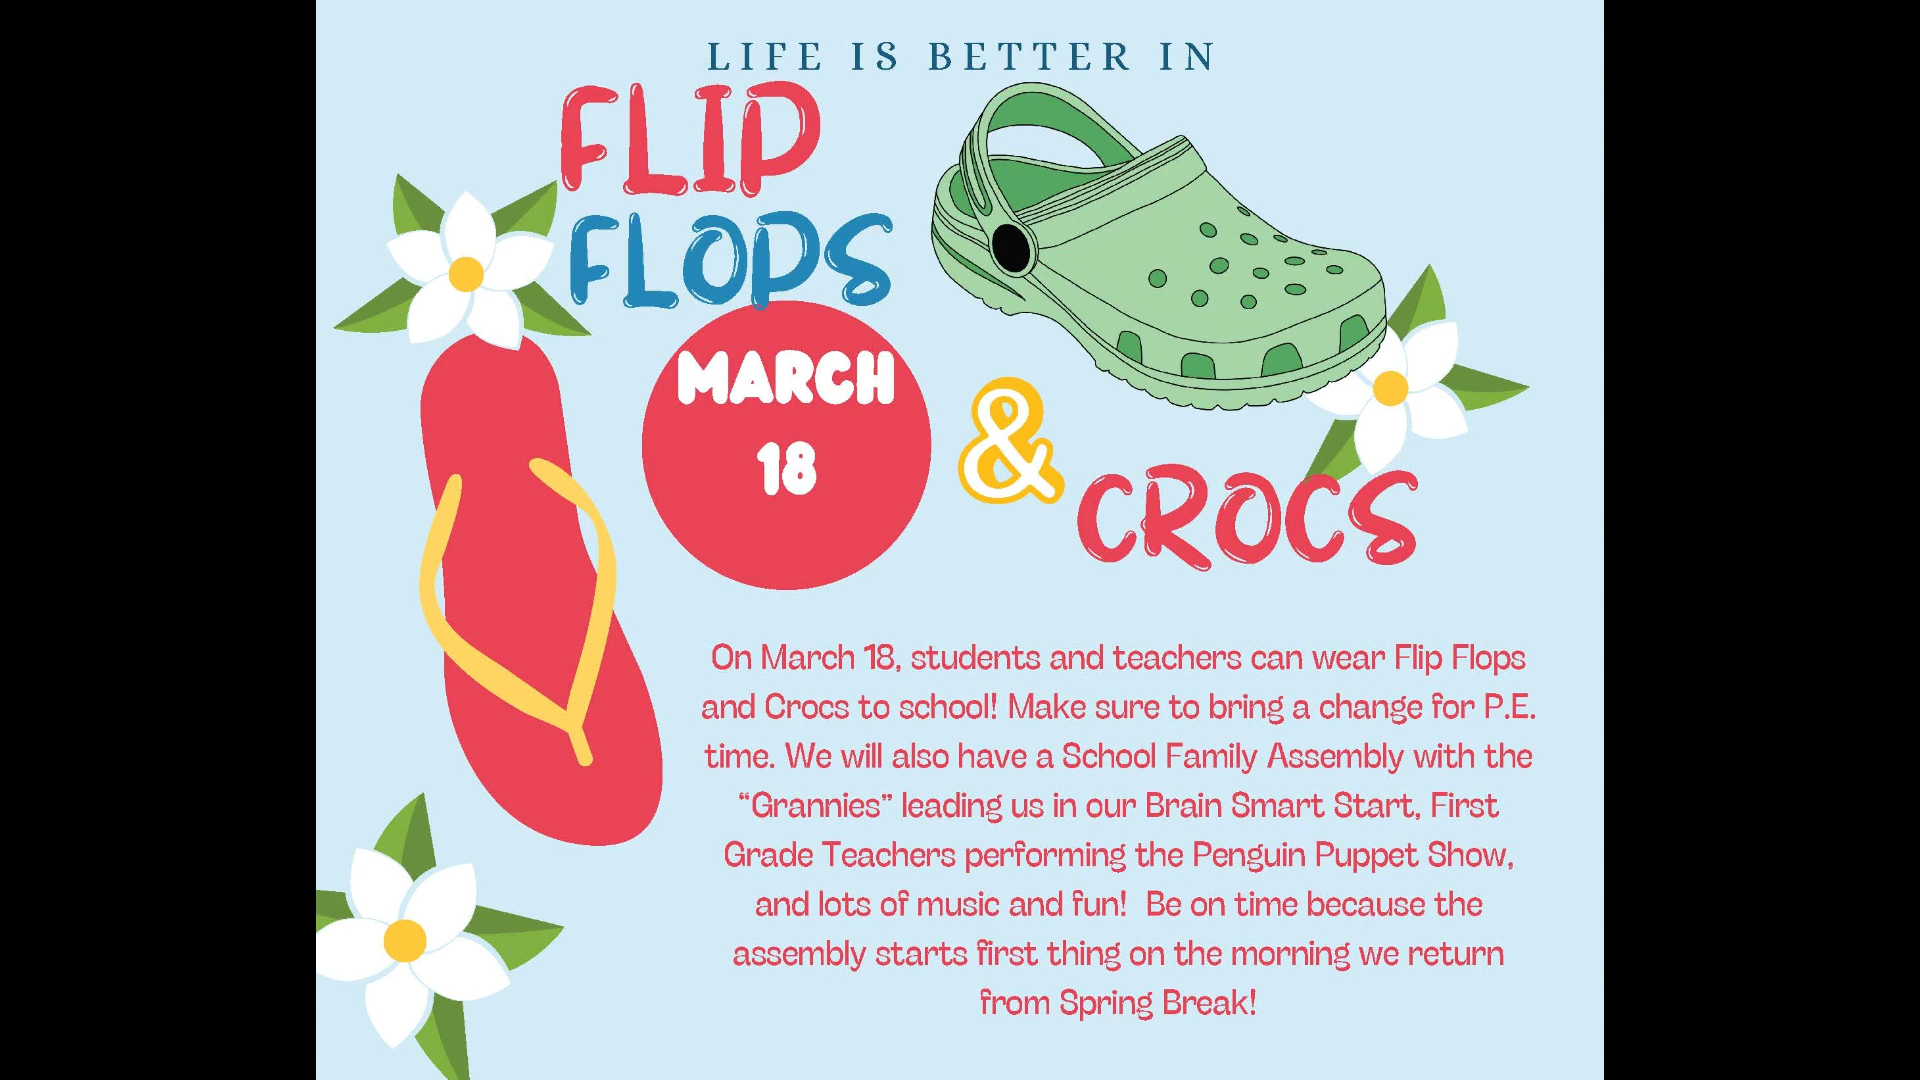 LIFE IS BETTER IN
FLIP
FLOPS
MARCH
18
&
CROCS
On March 18, students and teachers can wear Flip Flops
and Crocs to school! Make sure to bring a change for P.E.
time. We will also have a School Family Assembly with the
“Grannies” leading us in our Brain Smart Start, First
Grade Teachers performing the Penguin Puppet Show,
and lots of music and fun!  Be on time because the
assembly starts first thing on the morning we return
from Spring Break!